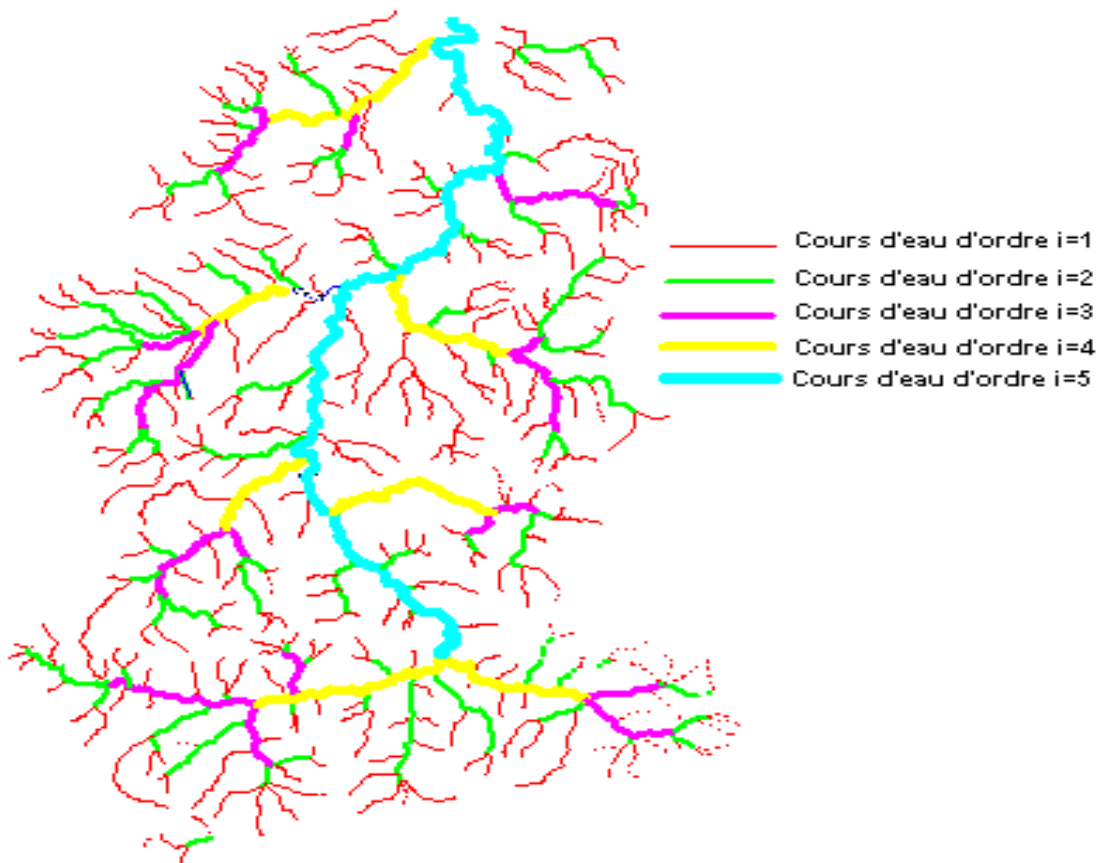 Cours d'eau d'ordre i=1
Cours d'eau d'ordre i=2
Cours d'eau d'ordre i=3
Cours d'eau d'ordre i=4
Cours d'eau d'ordre i=5